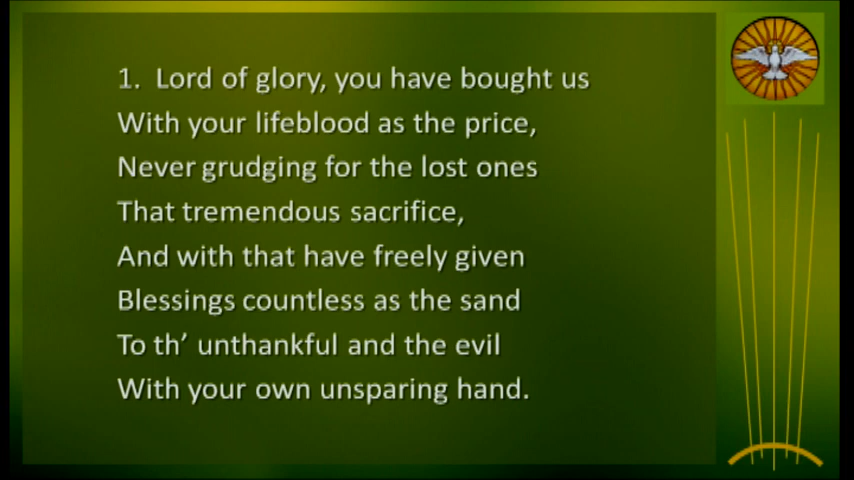 1. Lord of glory, you have bought us
With your lifeblood as the price,
Never grudging for the lost ones
That tremendous sacrifice,
And with that have freely given
Blessings countless as the sand
To th’ unthankful and the evil
With your own unsparing hand.